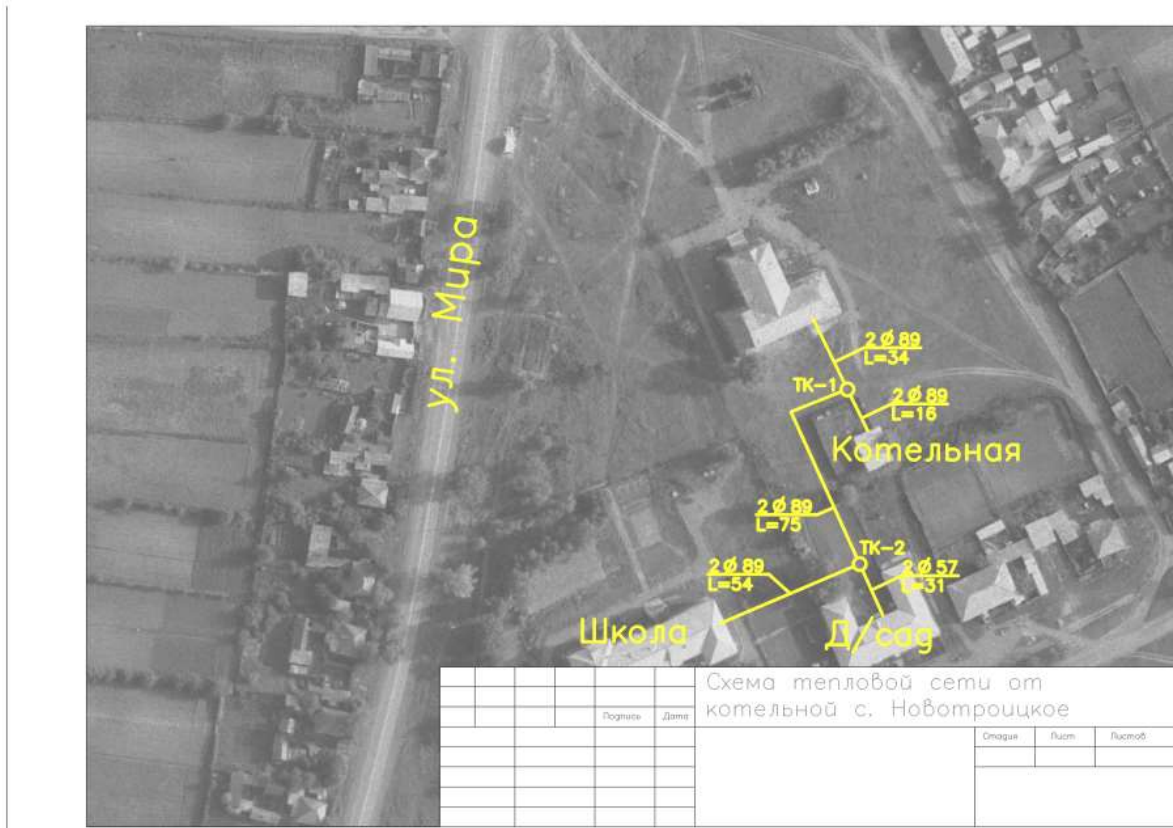 ул. Мира
2 Ø 89
L=34
ТК-1
2 Ø 89
L=16
Котельная
2 Ø 89
L=75
ТК-2
2 Ø 89
L=54
2 Ø 57
L=31
Школа
Д/сад
Схема тепловой сети от
котельной с. Новотроицкое
Подпись Дата
Стадия Лист Листов